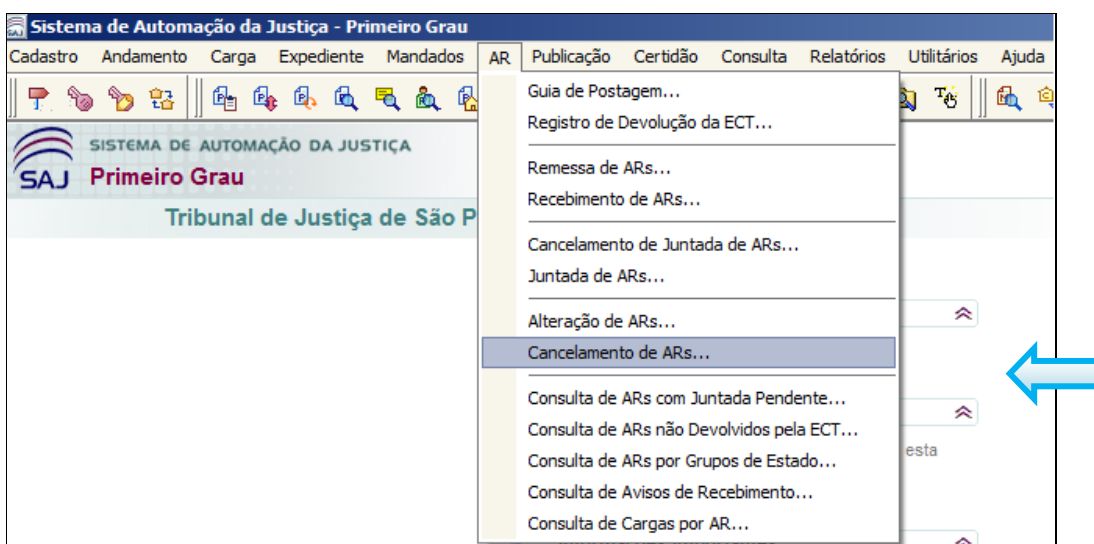 Sistema de Automação da Justiça - Primeiro Grau
Cadastro Andamento Carga Expediente Mandados AR Publicação Certidão Consulta Relatórios Utilitários Ajuda
SISTEMA DE AUTOMAÇÃO DA JUSTIÇA
SAJ Primeiro Grau
Tribunal de Justiça de São P
Guia de Postagem...
Registro de Devolução da ECT...
Remessa de ARs...
Recebimento de ARs...
Cancelamento de Juntada de ARs...
Juntada de ARs...
Alteração de ARs...
Cancelamento de ARs...
Consulta de ARs com Juntada Pendente...
Consulta de ARs não Devolvidos pela ECT...
esta
Consulta de ARs por Grupos de Estado...
Consulta de Avisos de Recebimento...
Consulta de Cargas por AR...